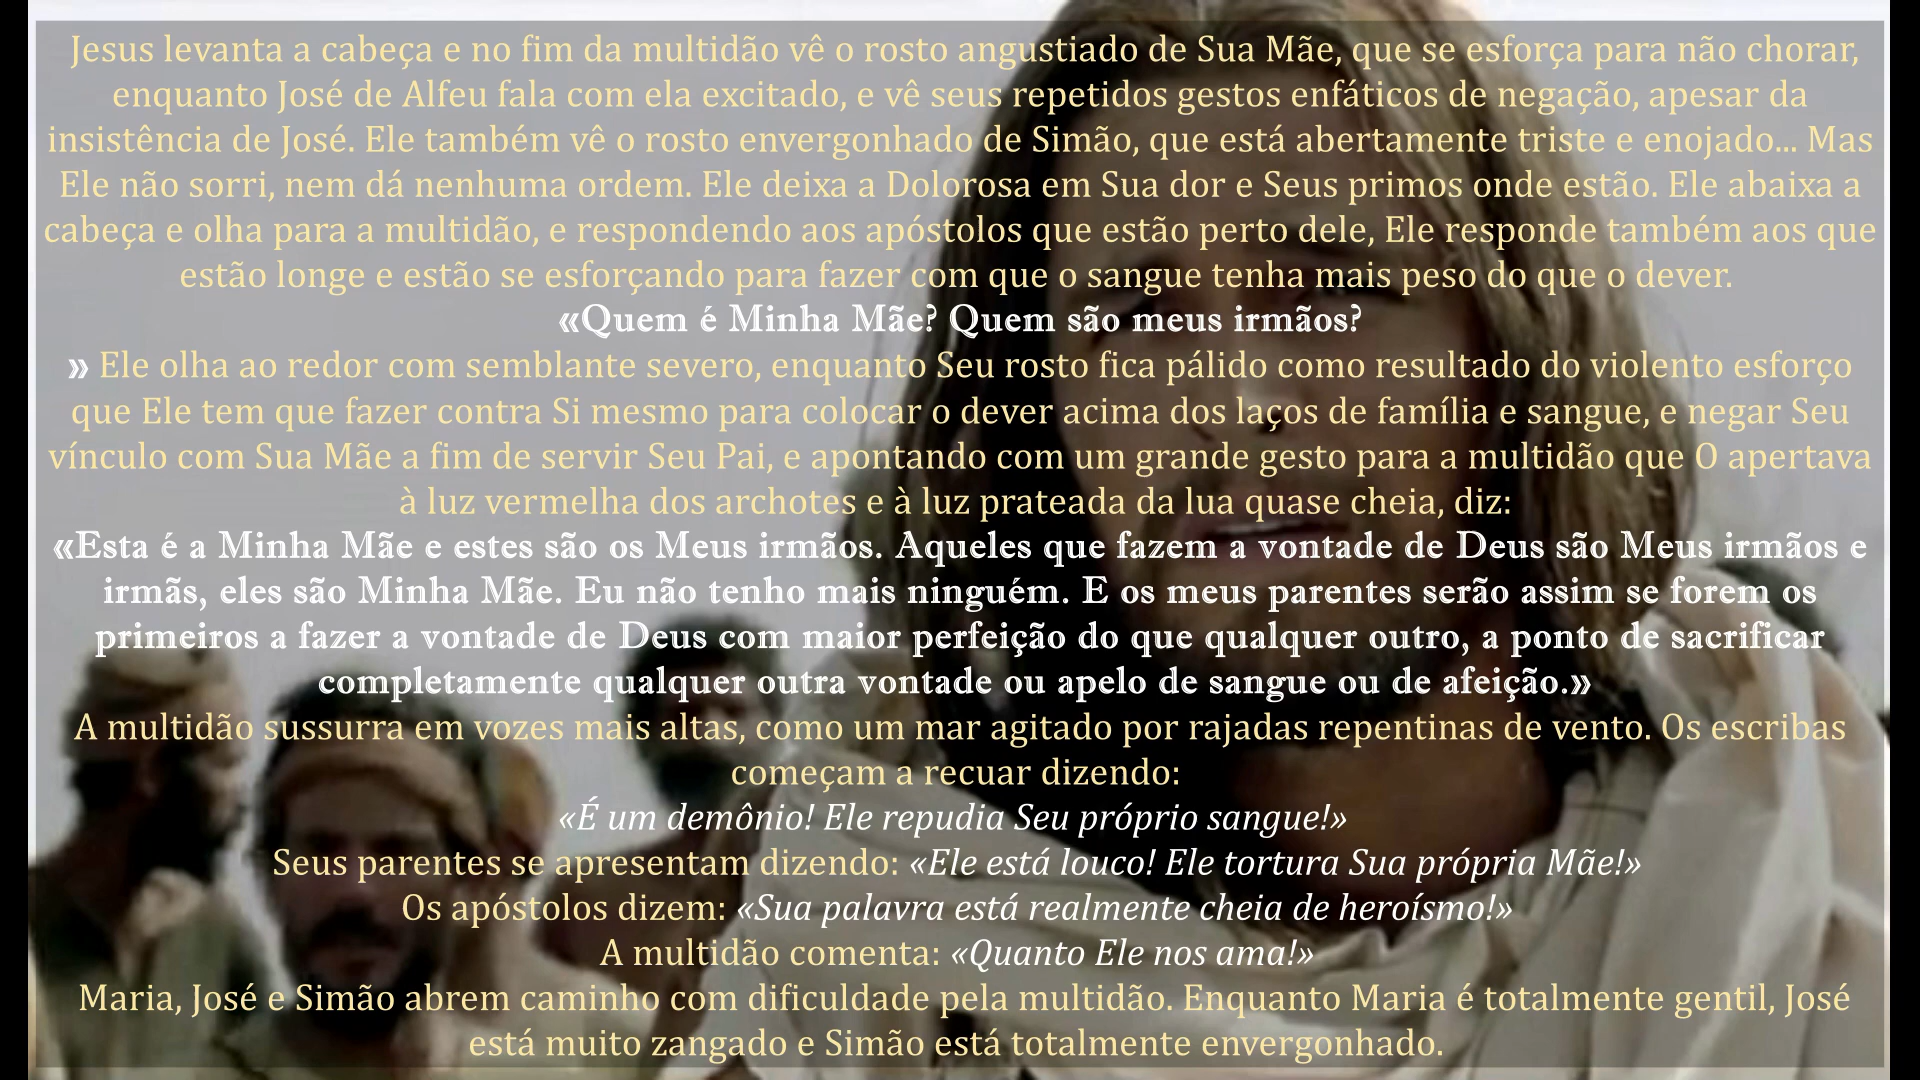 Jesus levanta a cabeça e no fim da multidão vê o rosto angustiado de Sua Mãe, que se esforça para não chorar,
enquanto José de Alfeu fala com ela excitado, e vê seus repetidos gestos enfáticos de negação, apesar da
insistência de José. Ele também vê o rosto envergonhado de Simão, que está abertamente triste e enojado... Mas
Ele não sorri, nem dá nenhuma ordem. Ele deixa a Dolorosa em Sua dor e Seus primos onde estão. Ele abaixa a
cabeça e olha para a multidão, e respondendo aos apóstolos que estão perto dele, Ele responde também aos que
estão longe e estão se esforçando para fazer com que o sangue tenha mais peso do que o dever.
«Quem é Minha Mãe? Quem são meus irmãos?
» Ele olha ao redor com semblante severo, enquanto Seu rosto fica pálido como resultado do violento esforço
que Ele tem que fazer contra Si mesmo para colocar o dever acima dos laços de família e sangue, e negar Seu
vínculo com Sua Mãe a fim de servir Seu Pai, e apontando com um grande gesto para a multidão que O apertava
à luz vermelha dos archotes e à luz prateada da lua quase cheia, diz:
«Esta é a Minha Mãe e estes são os Meus irmãos. Aqueles que fazem a vontade de Deus são Meus irmãos e
irmãs, eles são Minha Mãe. Eu não tenho mais ninguém. E os meus parentes serão assim se forem os
primeiros a fazer a vontade de Deus com maior perfeição do que qualquer outro, a ponto de sacrificar
completamente qualquer outra vontade ou apelo de sangue ou de afeição.»
A multidão sussurra em vozes mais altas, como um mar agitado por rajadas repentinas de vento. Os escribas
começam a recuar dizendo:
«É um demônio! Ele repudia Seu próprio sangue!»
Seus parentes se apresentam dizendo: «Ele está louco! Ele tortura Sua própria Mãe!»
Os apóstolos dizem: «Sua palavra está realmente cheia de heroísmo!»
A multidão comenta: «Quanto Ele nos ama!»
Maria, José e Simão abrem caminho com dificuldade pela multidão. Enquanto Maria é totalmente gentil, José
está muito zangado e Simão está totalmente envergonhado.